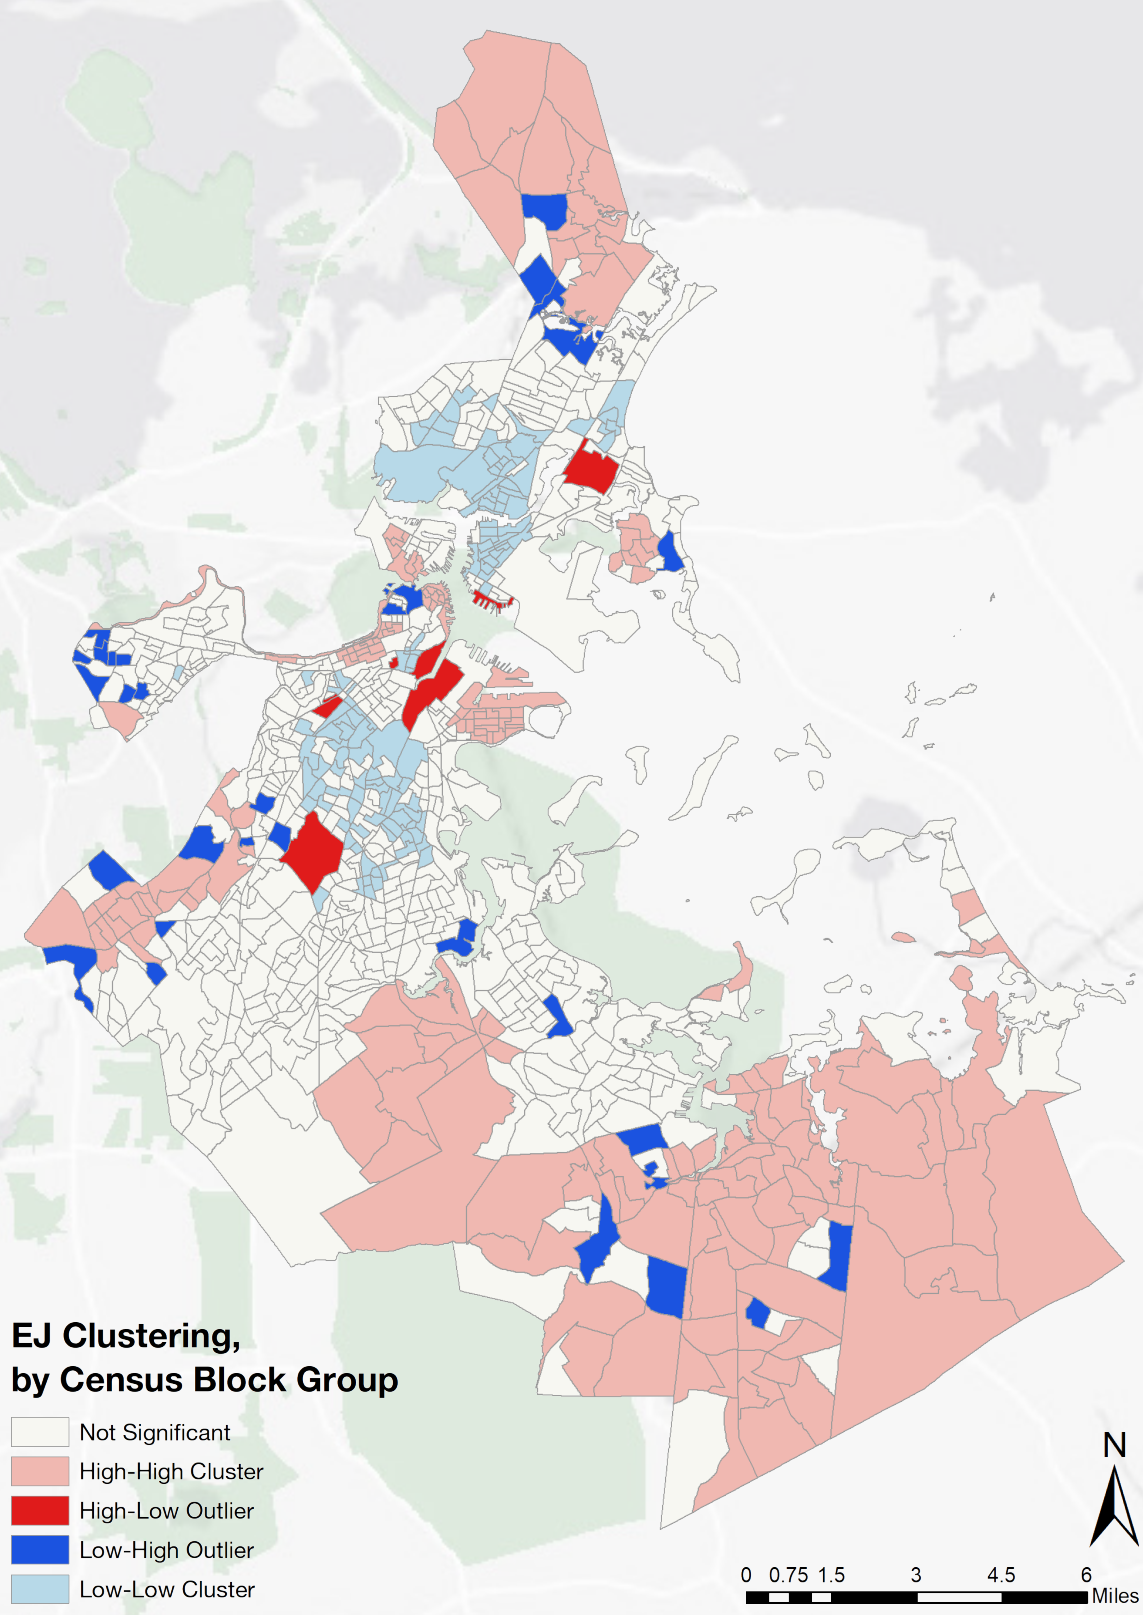 EJ Clustering,
by Census Block Group
Not Significant
High-High Cluster
High-Low Outlier
Low-High Outlier
Low-Low Cluster
N
0 0.75 1.5 3 4.5 6
Miles